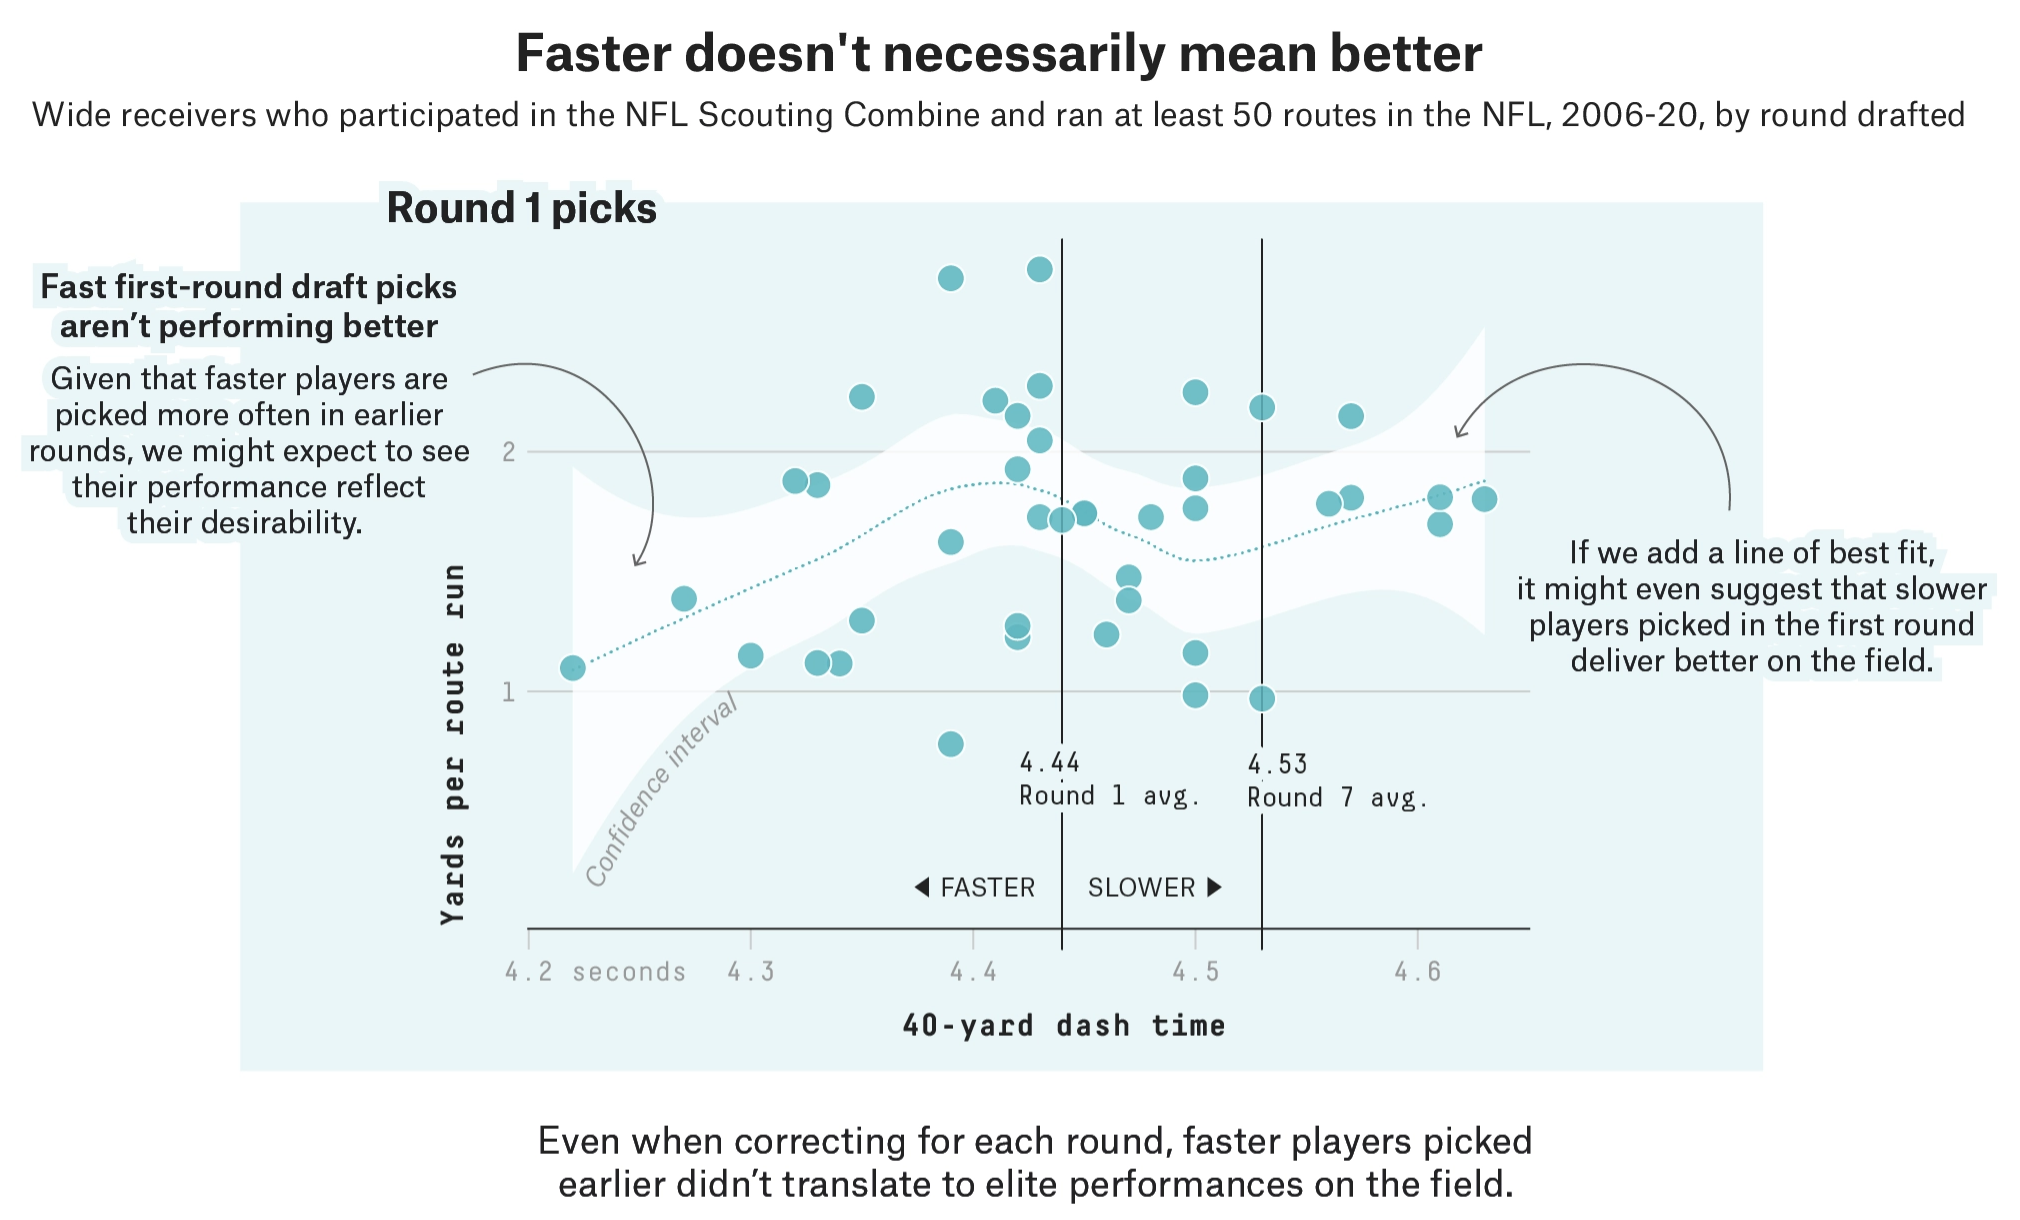 Faster doesn't necessarily mean better
Wide receivers who participated in the NFL Scouting Combine and ran at least 50 routes in the NFL, 2006-20, by round drafted
Round 1 picks
Fast first-round draft picks
aren’t performing better
Given that faster players are
picked more often in earlier
rounds, we might expect to see
their performance reflect
their desirability.
2
1
Yards per route run
Confidence interval
If we add a line of best fit,
it might even suggest that slower
players picked in the first round
deliver better on the field.
4.44
Round 1 avg.
4.53
Round 7 avg.
◀ FASTER
SLOWER ▶
4.2 seconds
4.3
4.4
4.5
4.6
40-yard dash time
Even when correcting for each round, faster players picked
earlier didn’t translate to elite performances on the field.